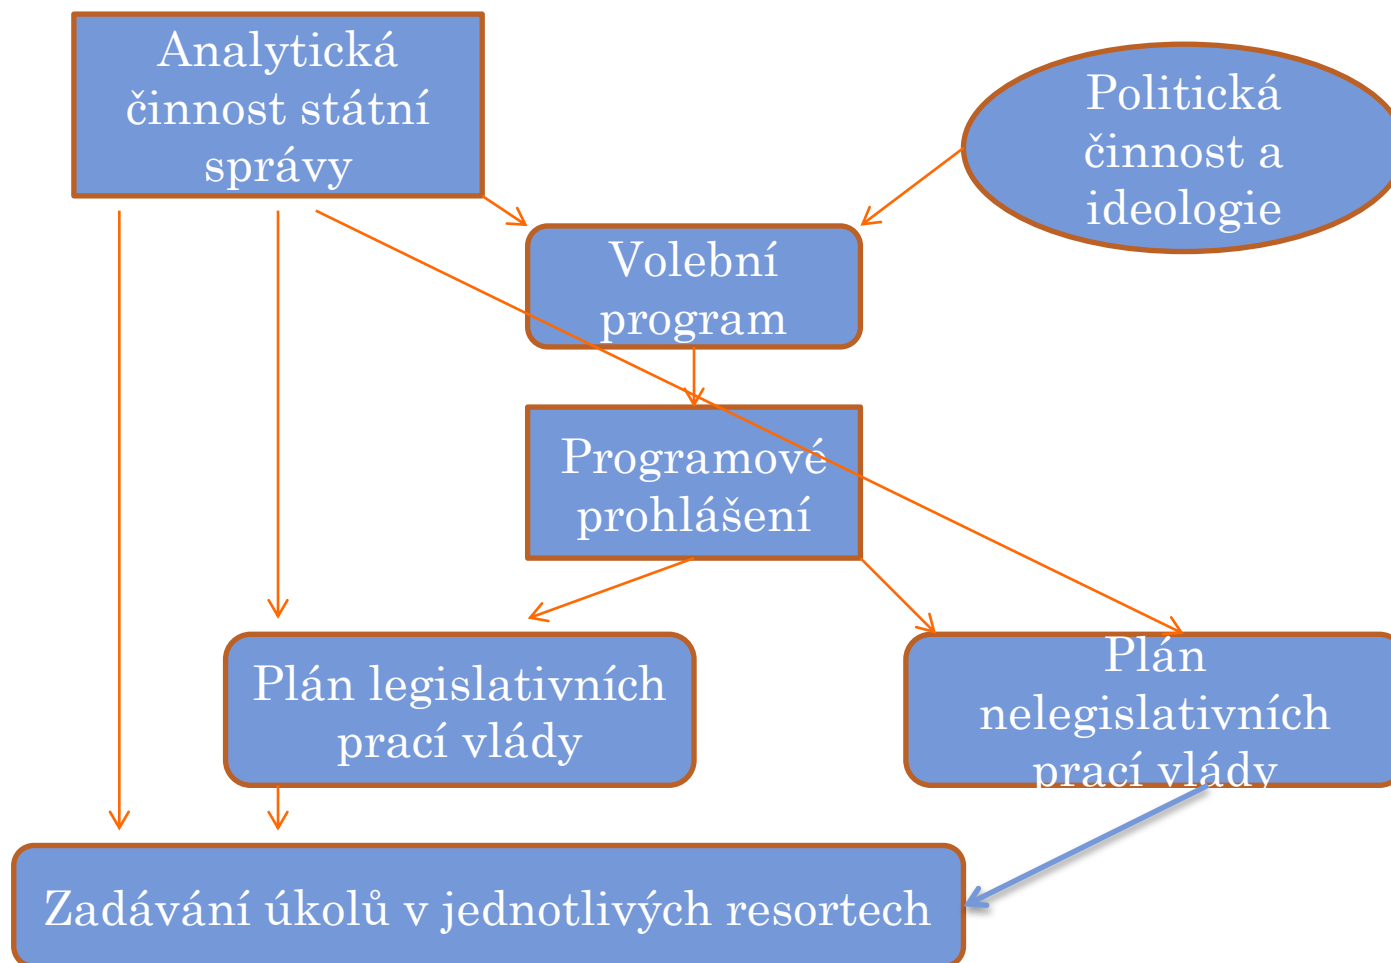 Analytická
činnost státní
správy
Politická
činnost a
ideologie
Volební
program
Programové
prohlášení
Plán legislativních
prací vlády
Plán
nelegislativních
prací vlády
Zadávání úkolů v jednotlivých resortech